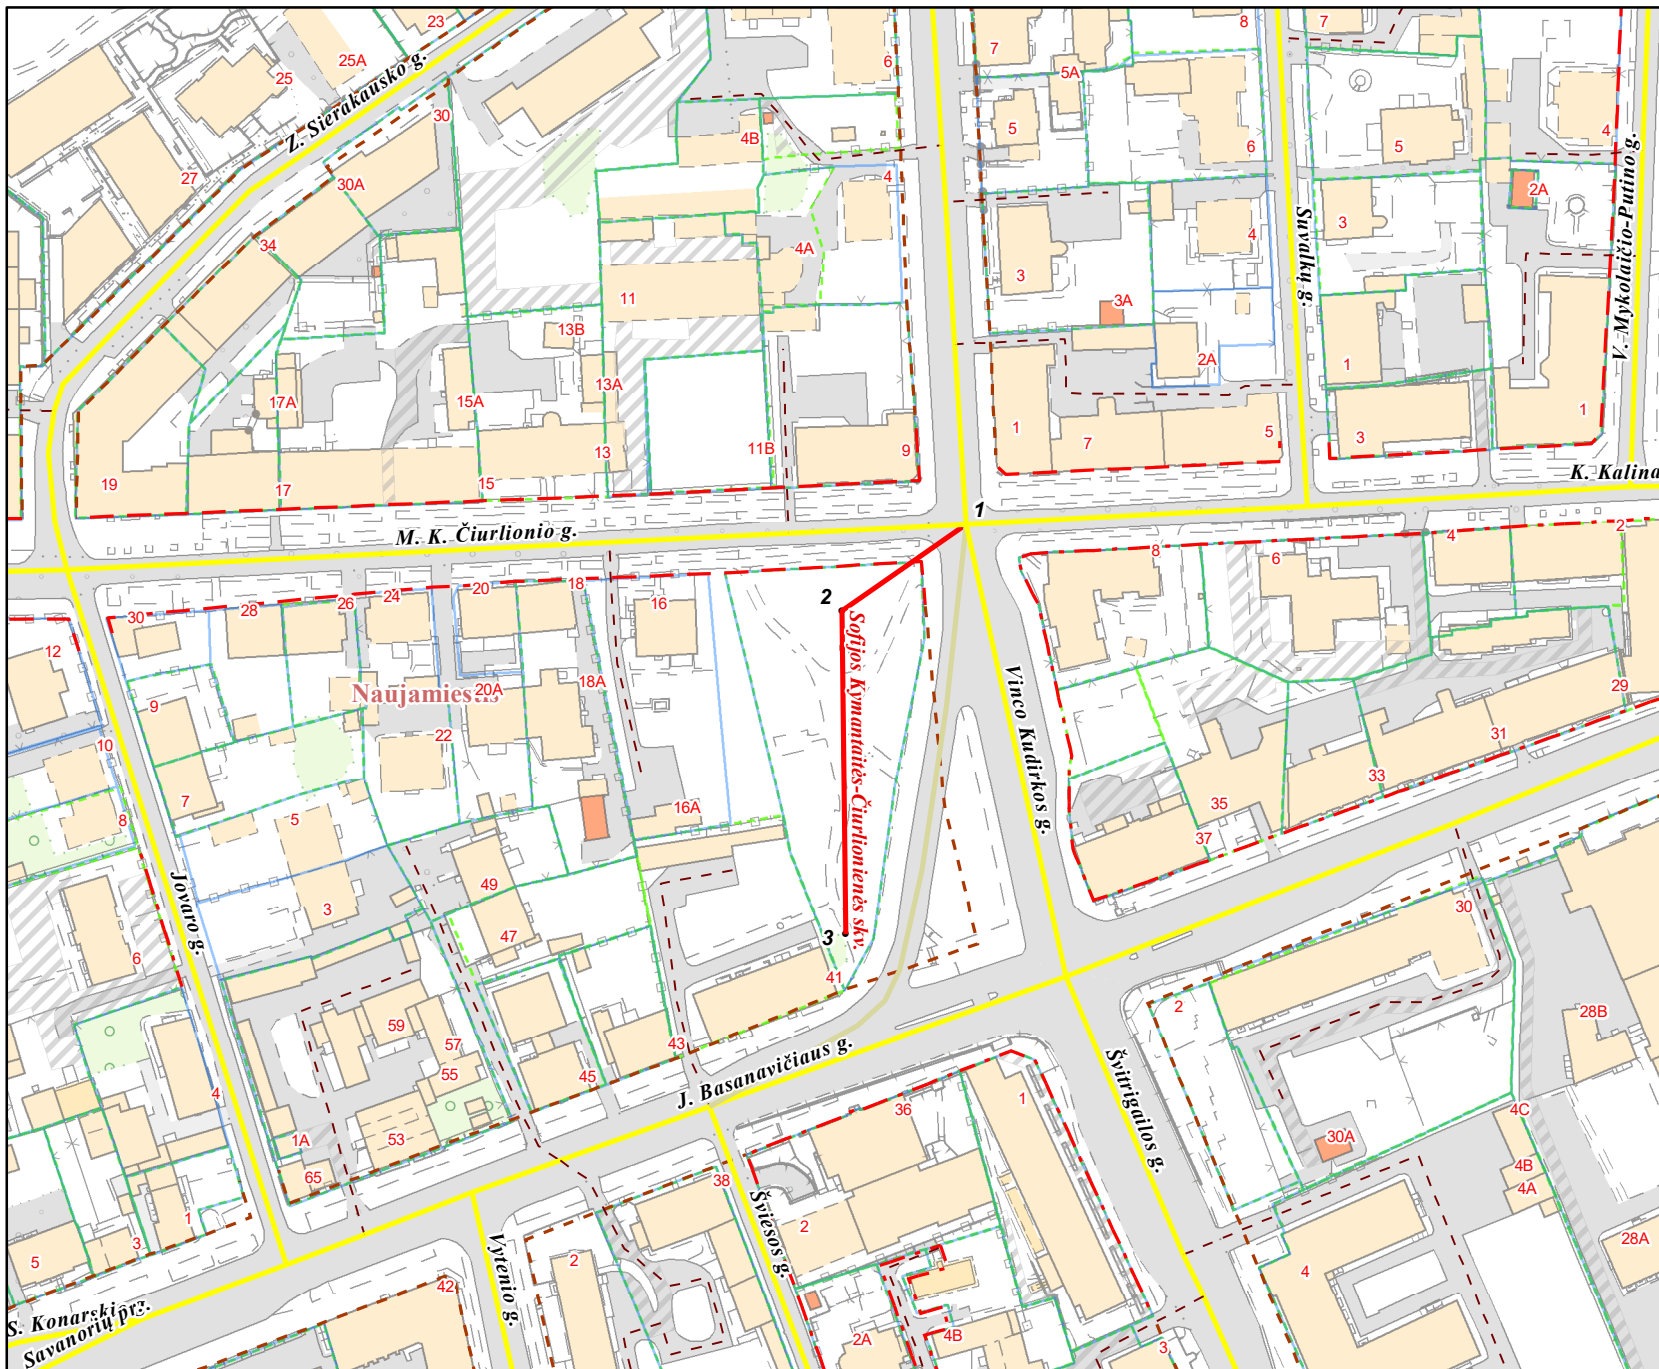 23
25A
25
Z. Sierakausko g.
6
7
5A
8
7
30
4B
5
6
5
4
27
30A
4
2A
34
4A
3
4
3
Suvalkų g.
V. Mykolaičio-Putino g.
11
3A
13B
2A
1
13A
17A
15A
1
7
5
3
1
11B
9
13
19
17
15
K. Kalina
1
M. K. Čiurlionio g.
8
6
4
2
30
28
26
24
20
18
16
2
Sofijos Kymantaitės-Čiurlionienės skv.
12
9
Naujamiestis
20A
18A
22
10
Vinco Kudirkos g.
29
31
33
35
37
7
5
8
16A
Jovaro g.
49
3
47
6
3
41
30
2
28B
59
57
55
43
45
J. Basanavičiaus g.
4
53
1A
65
36
1
Švitrigailos g.
4C
30A
4B
4A
1
3
5
38
Šviesos g.
2
Vytenio g.
2
42
28A
4
S. Konarskio g.
Savanorių pr.
2A
4B
3